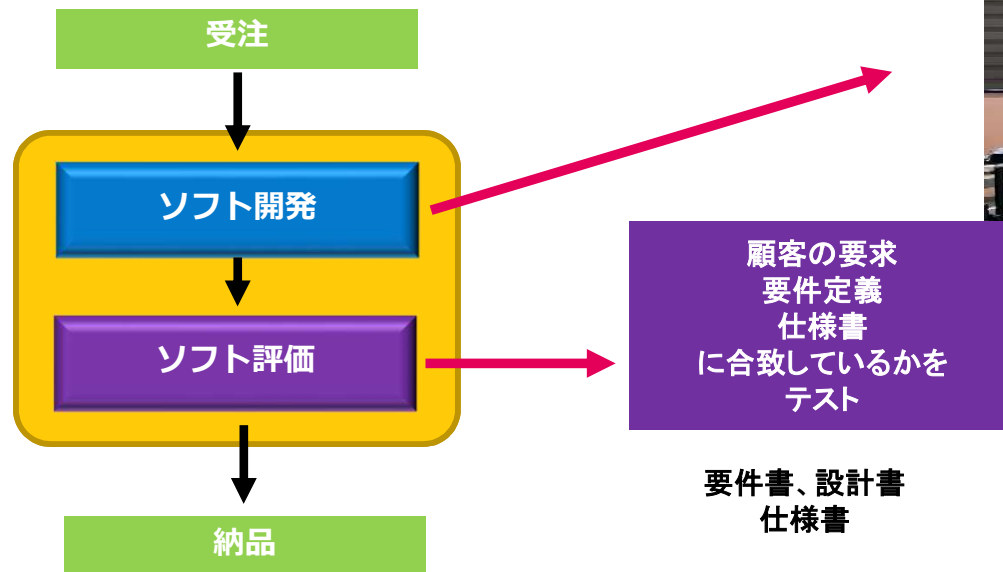 受注
ソフト開発
ソフト評価
納品
顧客の要求
要件定義
仕様書
に合致しているかを
テスト
要件書、設計書
仕様書